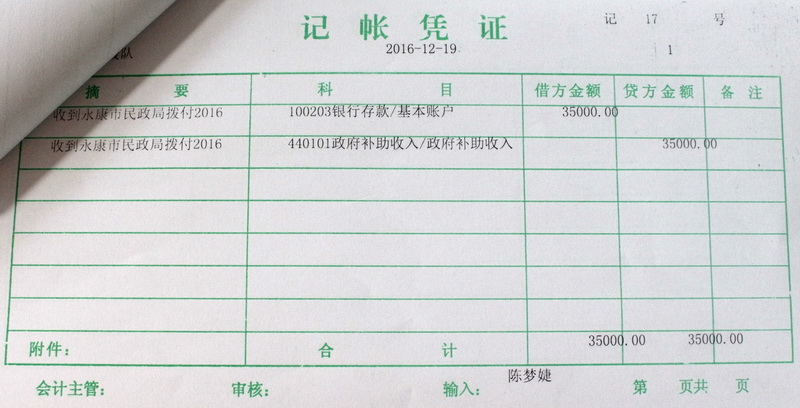 记帐凭证
记 17 号
队
2016-12-19
1
摘要 科目 借方金额 贷方金额 备注
收到永康市民政局拨付2016 100203银行存款/基本账户 35000.00
收到永康市民政局拨付2016 440101政府补助收入/政府补助收入 35000.00
附件: 合计 35000.00 35000.00
会计主管: 审核: 输入: 陈梦婕 第 页共 页